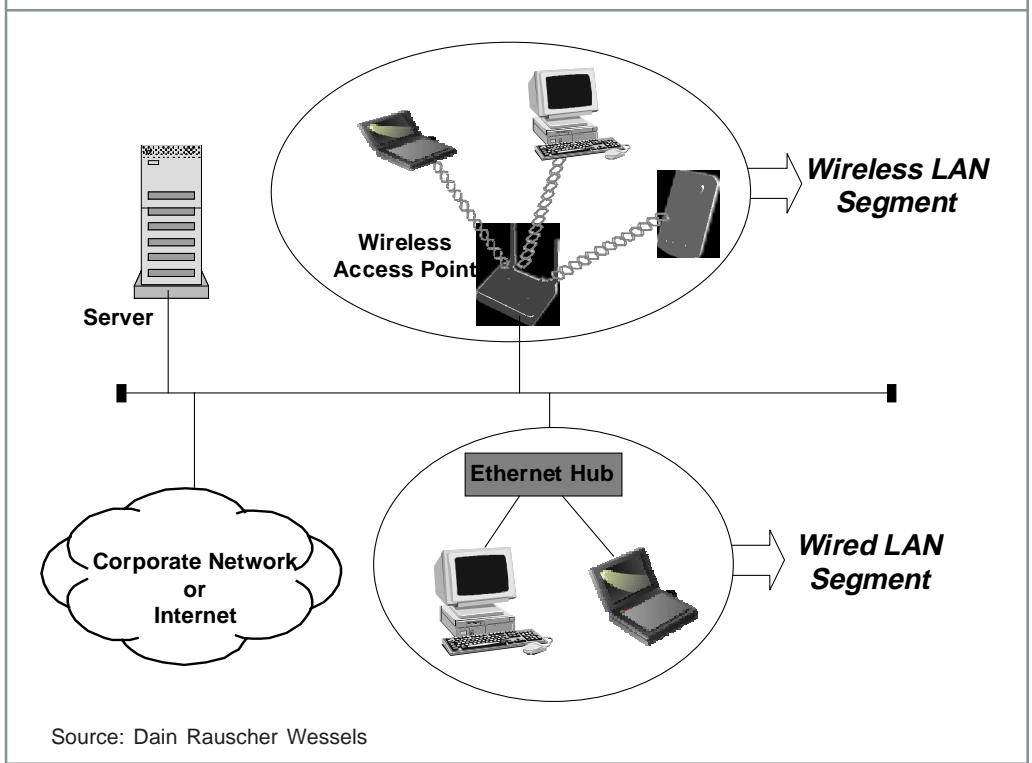 Wireless LAN
Segment
Wireless
Access Point
Server
Ethernet Hub
Corporate Network
or
Internet
Wired LAN
Segment
Source: Dain Rauscher Wessels